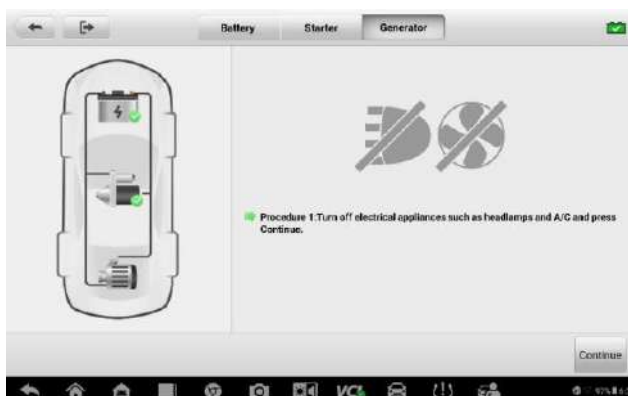 Battery
Starter
Generator
Procedure 1:Turn off electrical appliances such as headlamps and A/C and press
Continue.
Continue
VCI